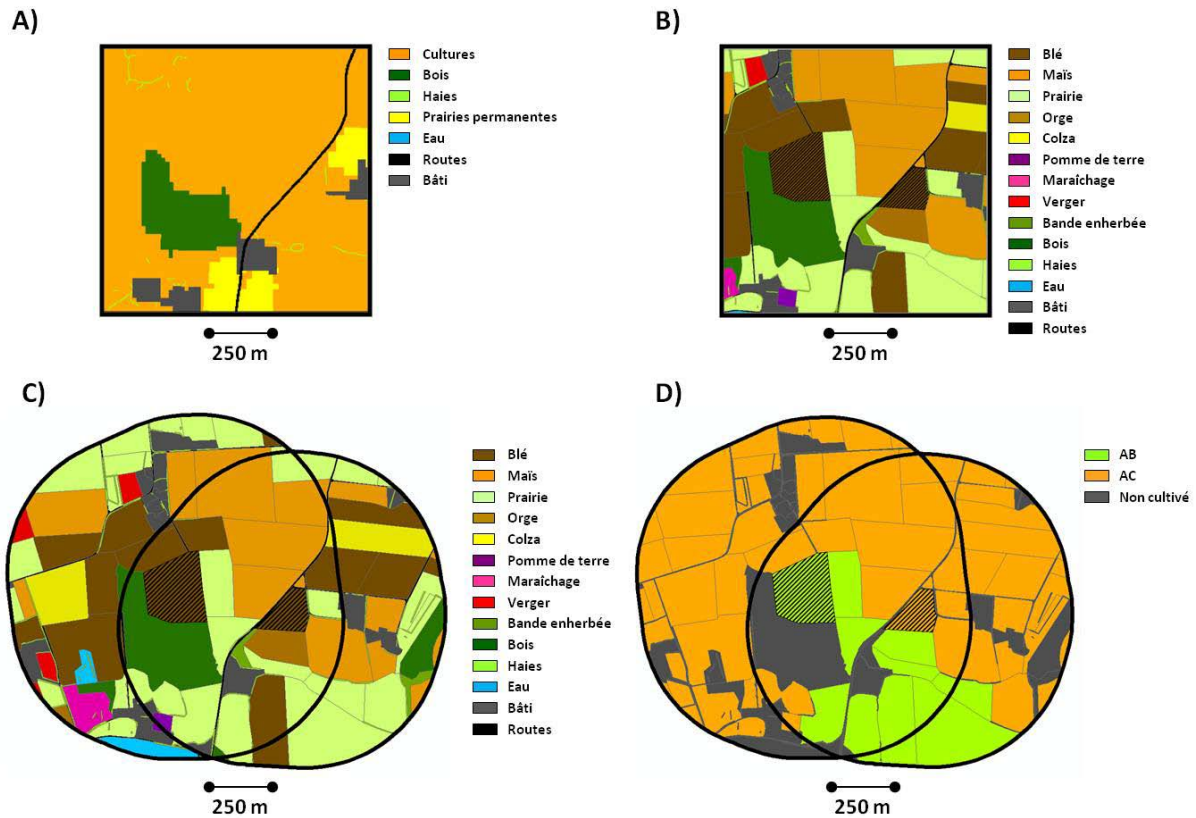 A)
Cultures
Bois
Haies
Prairies permanentes
Eau
Routes
Bâti
250 m
B)
Blé
Maïs
Prairie
Orge
Colza
Pomme de terre
Maraîchage
Verger
Bande enherbée
Bois
Haies
Eau
Bâti
Routes
250 m
C)
Blé
Maïs
Prairie
Orge
Colza
Pomme de terre
Maraîchage
Verger
Bande enherbée
Bois
Haies
Eau
Bâti
Routes
250 m
D)
AB
AC
Non cultivé
250 m